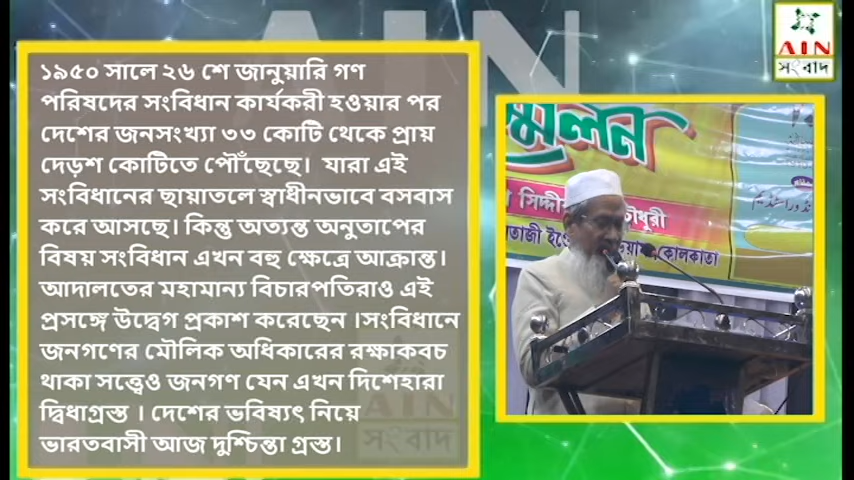 ১৯৫০ সালে ২৬ শে জানুয়ারি গণ
পরিষদের সংবিধান কার্যকরী হওয়ার পর
দেশের জনসংখ্যা ৩৩ কোটি থেকে প্রায়
দেড়শ কোটিতে পৌঁছেছে। যারা এই
সংবিধানের ছায়াতলে স্বাধীনভাবে বসবাস
করে আসছে। কিন্তু অত্যন্ত অনুতাপের
বিষয় সংবিধান এখন বহু ক্ষেত্রে আক্রান্ত।
আদালতের মহামান্য বিচারপতিরাও এই
প্রসঙ্গে উদ্বেগ প্রকাশ করেছেন ।সংবিধানে
জনগণের মৌলিক অধিকারের রক্ষাকবচ
থাকা সত্ত্বেও জনগণ যেন এখন দিশেহারা
দ্বিধাগ্রস্ত । দেশের ভবিষ্যৎ নিয়ে
ভারতবাসী আজ দুশ্চিন্তা গ্রস্ত।
AIN
সংবাদ
AIN
AIN
সংবাদ
ম্মেলন
চৌধুরী
কোলকাতা